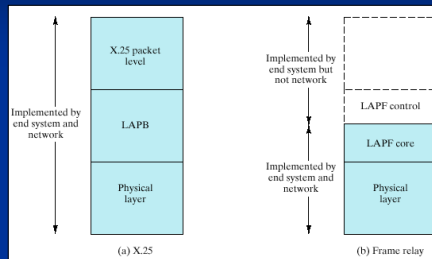 X.25 packet
level
Implemented by
end system and
network
LAPB
Physical
layer
(a) X.25
Implemented by
end system but
not network
LAPF control
Implemented by
end system and
network
LAPF core
Physical
layer
(b) Frame relay